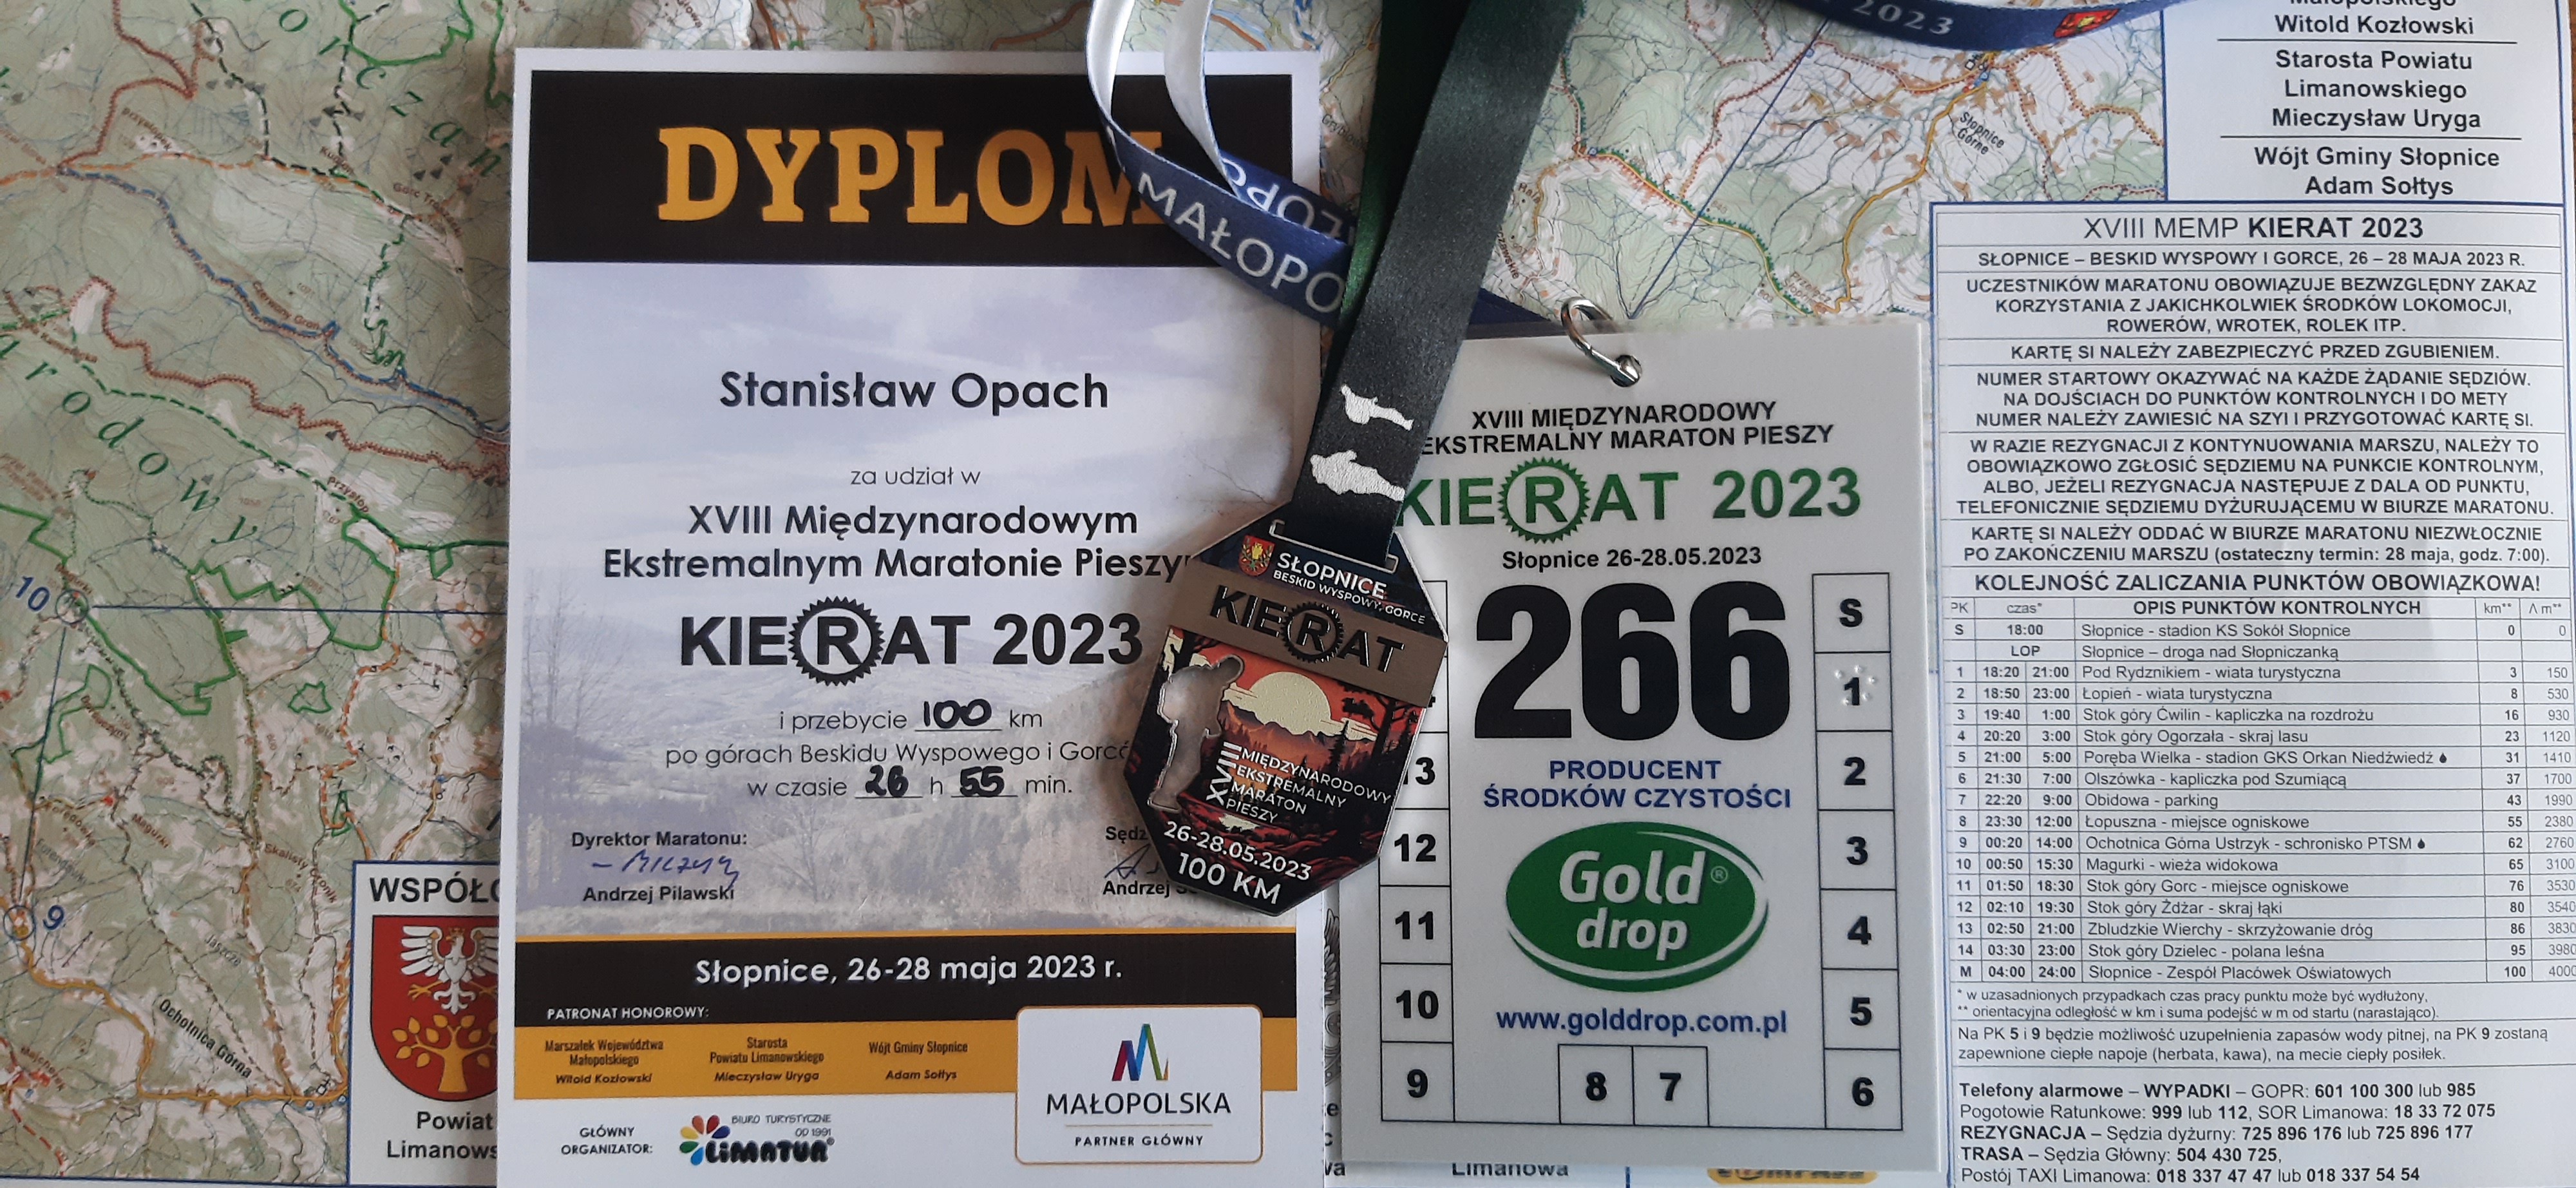 DYPLOM
Stanisław Opach
za udział w
XVIII Międzynarodowym
Ekstremalnym Maratonie
KIERAT 2023
i przebycie 100 km
po górach Beskidu Wyspowego i
w czasie 26 h 55 min.
Dyrektor Maratonu:
Andrzej Pilawski
Andrzej
Słopnice, 26-28 maja 2023 r.
PATRONAT HONOROWY:
Marszałek Województwa
Małopolskiego
Witold Kozłowski
Starosta
Powiatu Limanowskiego
Mieczysław Uryga
Wójt Gminy Słopnice
Adam Sołtys
GŁÓWNY
ORGANIZATOR:
BIURO TURYSTYCZNE
OD 1991
LIMATUR®
MAŁOPOLSKA
PARTNER GŁÓWNY
2023
SŁOPNICE
BESKID WYSPOWY, GORCE
KIERAT
XVIII
MIĘDZYNARODOWY
EKSTREMALNY
MARATON
PIESZY
26-28.05.2023
100 KM
XVIII MIĘDZYNARODOWY
EKSTREMALNY MARATON PIESZY
KIERAT 2023
Słopnice 26-28.05.2023
266
PRODUCENT
ŚRODKÓW CZYSTOŚCI
Gold®
drop
www.golddrop.com.pl
S
1
2
3
4
5
6
7
8
9
10
11
12
13
Limanowa
Małopolskiego
Witold Kozłowski
Starosta Powiatu
Limanowskiego
Mieczysław Uryga
Wójt Gminy Słopnice
Adam Sołtys
XVIII MEMP KIERAT 2023
SŁOPNICE – BESKID WYSPOWY I GORCE, 26 – 28 MAJA 2023 R.
UCZESTNIKÓW MARATONU OBOWIĄZUJE BEZWZGLĘDNY ZAKAZ
KORZYSTANIA Z JAKICHKOLWIEK ŚRODKÓW LOKOMOCJI,
ROWERÓW, WROTEK, ROLEK ITP.
KARTĘ SI NALEŻY ZABEZPIECZYĆ PRZED ZGUBIENIEM.
NUMER STARTOWY OKAZYWAĆ NA KAŻDE ŻĄDANIE SĘDZIÓW.
NA DOJŚCIACH DO PUNKTÓW KONTROLNYCH I DO METY
NUMER NALEŻY ZAWIESIĆ NA SZYI I PRZYGOTOWAĆ KARTĘ SI.
W RAZIE REZYGNACJI Z KONTYNUOWANIA MARSZU, NALEŻY TO
OBOWIĄZKOWO ZGŁOSIĆ SĘDZIEMU NA PUNKCIE KONTROLNYM,
ALBO, JEŻELI REZYGNACJA NASTĘPUJE Z DALA OD PUNKTU,
TELEFONICZNIE SĘDZIEMU DYŻURUJĄCEMU W BIURZE MARATONU.
KARTĘ SI NALEŻY ODDAĆ W BIURZE MARATONU NIEZWŁOCZNIE
PO ZAKOŃCZENIU MARSZU (ostateczny termin: 28 maja, godz. 7:00).
KOLEJNOŚĆ ZALICZANIA PUNKTÓW OBOWIĄZKOWA!
PK czas* OPIS PUNKTÓW KONTROLNYCH km** Λ m**
S 18:00 Słopnice - stadion KS Sokół Słopnice 0 0
LOP Słopnice – droga nad Słopniczanką
1 18:20 21:00 Pod Rydznikiem - wiata turystyczna 3 150
2 18:50 23:00 Łopień - wiata turystyczna 8 530
3 19:40 1:00 Stok góry Ćwilin - kapliczka na rozdrożu 16 930
4 20:20 3:00 Stok góry Ogorzała - skraj lasu 23 1120
5 21:00 5:00 Poręba Wielka - stadion GKS Orkan Niedźwiedź 31 1410
6 21:30 7:00 Olszówka - kapliczka pod Szumiącą 37 1700
7 22:20 9:00 Obidowa - parking 43 1990
8 23:30 12:00 Łopuszna - miejsce ogniskowe 55 2380
9 00:20 14:00 Ochotnica Górna Ustrzyk - schronisko PTSM 62 2760
10 00:50 15:30 Magurki - wieża widokowa 65 3100
11 01:50 18:30 Stok góry Gorc - miejsce ogniskowe 76 3530
12 02:10 19:30 Stok góry Żdżar - skraj łąki 80 3540
13 02:50 21:00 Zbludzkie Wierchy - skrzyżowanie dróg 86 3830
14 03:30 23:00 Stok góry Dzielec - polana leśna 95 3980
M 04:00 24:00 Słopnice - Zespół Placówek Oświatowych 100 4000
* w uzasadnionych przypadkach czas pracy punktu może być wydłużony,
** orientacyjna odległość w km i suma podejść w m od startu (narastająco).
Na PK 5 i 9 będzie możliwość uzupełnienia zapasów wody pitnej, na PK 9 zostaną
zapewnione ciepłe napoje (herbata, kawa), na mecie ciepły posiłek.
Telefony alarmowe – WYPADKI – GOPR: 601 100 300 lub 985
Pogotowie Ratunkowe: 999 lub 112, SOR Limanowa: 18 33 72 075
REZYGNACJA – Sędzia dyżurny: 725 896 176 lub 725 896 177
TRASA – Sędzia Główny: 504 430 725,
Postój TAXI Limanowa: 018 337 47 47 lub 018 337 54 54
Powiat
10
9
Ochotnica Górna
Słopnice
Górne
Magurki
Przysłop
Jaszcze